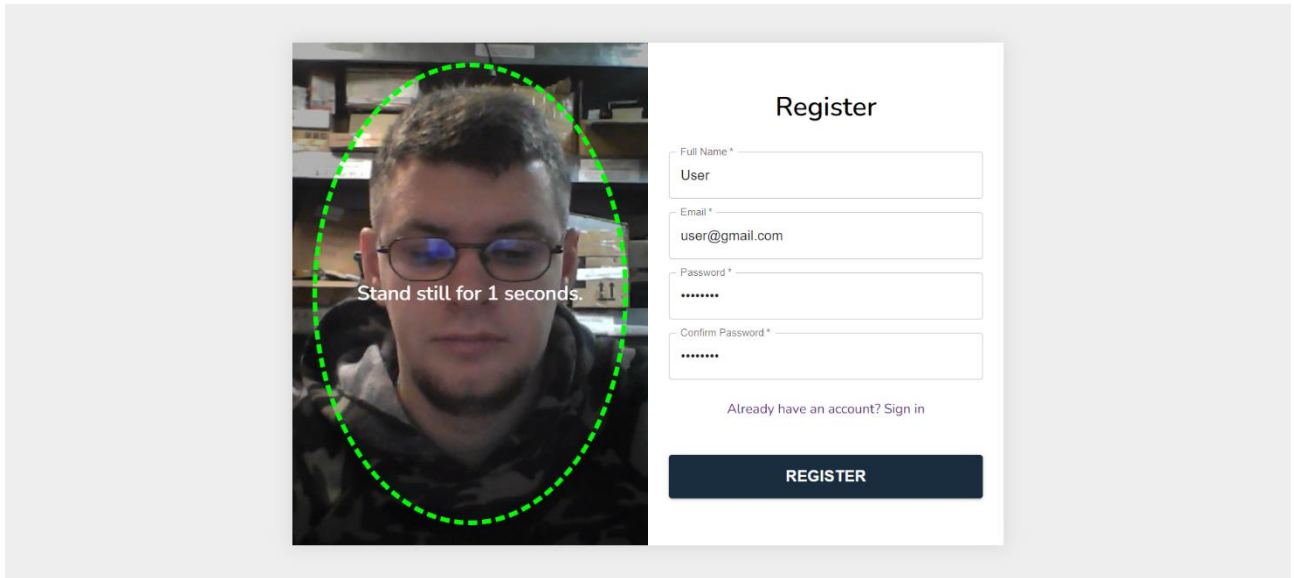 Stand still for 1 seconds.
Register
Full Name *
User
Email *
user@gmail.com
Password *
••••••••
Confirm Password *
••••••••
Already have an account? Sign in
REGISTER